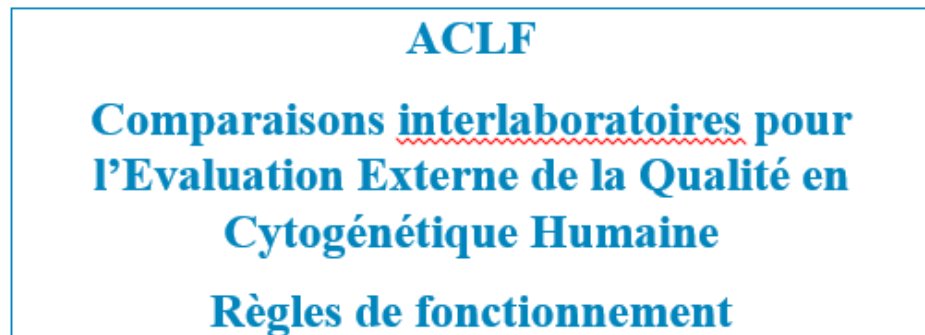 ACLF
Comparaisons interlaboratoires pour
l’Evaluation Externe de la Qualité en
Cytogénétique Humaine
Règles de fonctionnement